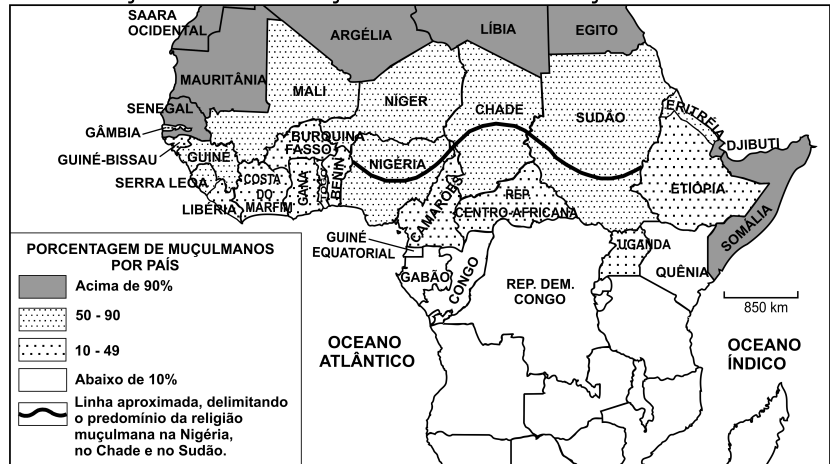 SAARA
OCIDENTAL
ARGÉLIA
LÍBIA
EGITO
MAURITÂNIA
MALI
NÍGER
CHADE
SUDÃO
ERITRÉIA
SENEGAL
GÂMBIA
BURQUINA
FASSO
DJIBUTI
GUINÉ-BISSAU
GUINÉ
NIGÉRIA
SERRA LEOA
COSTA
DO
MARFIM
GANA
TOGO
BENIN
ETIÓPIA
LIBÉRIA
CAMARÕES
REP.
CENTRO-AFRICANA
SOMÁLIA
GUINÉ
EQUATORIAL
UGANDA
QUÊNIA
GABÃO
CONGO
REP. DEM.
CONGO
850 km
OCEANO
ATLÂNTICO
OCEANO
ÍNDICO
PORCENTAGEM DE MUÇULMANOS
POR PAÍS
Acima de 90%
50 - 90
10 - 49
Abaixo de 10%
Linha aproximada, delimitando
o predomínio da religião
muçulmana na Nigéria,
no Chade e no Sudão.